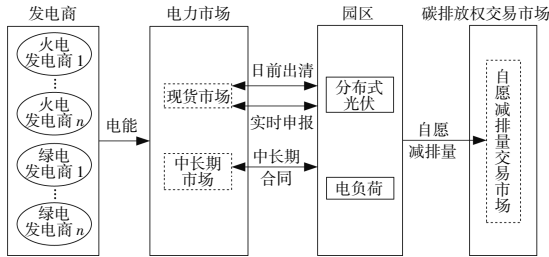 发电商
电力市场
园区
碳排放权交易市场
火电
发电商1
⋮
火电
发电商n
绿电
发电商1
⋮
绿电
发电商n
电能
现货市场
中长期
市场
日前出清
实时申报
中长期
合同
分布式
光伏
电负荷
自愿
减排量
自愿减排量交易市场